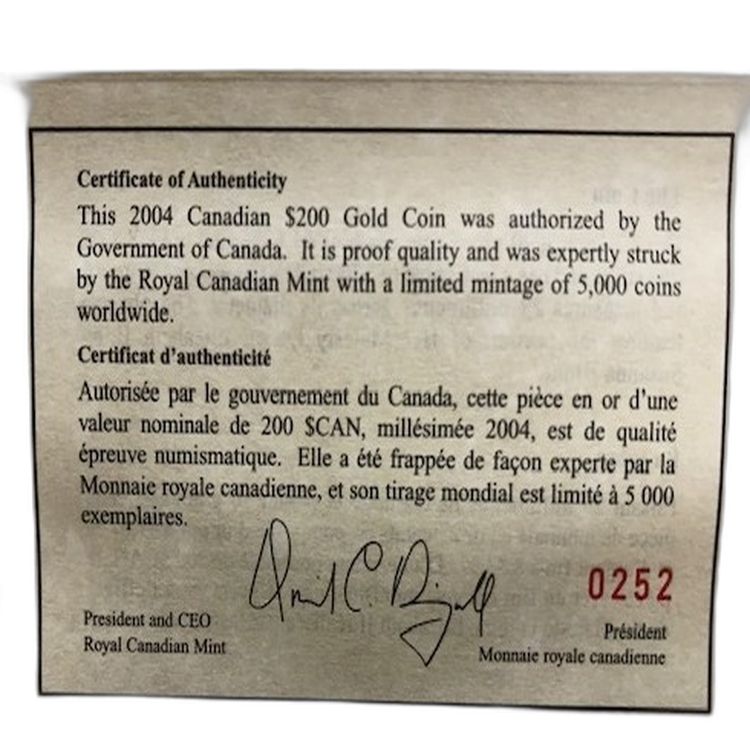 Certificate of Authenticity
This 2004 Canadian $200 Gold Coin was authorized by the
Government of Canada. It is proof quality and was expertly struck
by the Royal Canadian Mint with a limited mintage of 5,000 coins
worldwide.
Certificat d'authenticité
Autorisée par le gouvernement du Canada, cette pièce en or d'une
valeur nominale de 200 $CAN, millésimée 2004, est de qualité
épreuve numismatique. Elle a été frappée de façon experte par la
Monnaie royale canadienne, et son tirage mondial est limité à 5 000
exemplaires.
0252
President and CEO
Royal Canadian Mint
Président
Monnaie royale canadienne